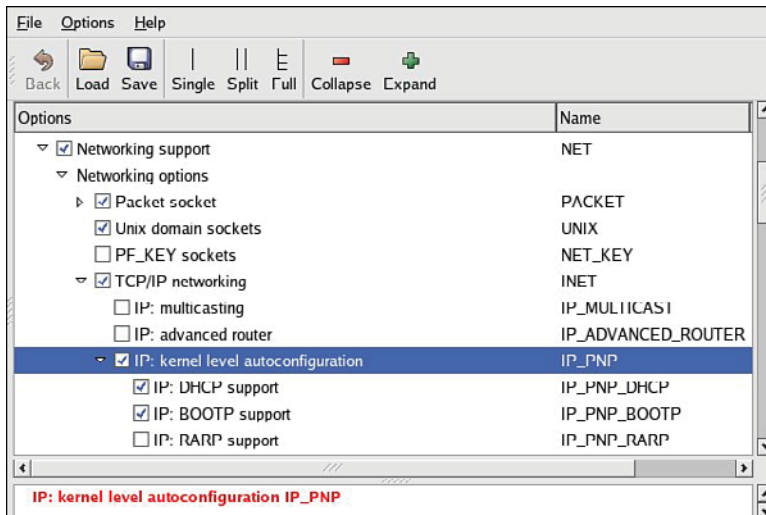 File Options Help
Back Load Save Single Split Full Collapse Expand
Options Name
Networking support NET
Networking options
Packet socket PACKET
Unix domain sockets UNIX
PF_KEY sockets NET_KEY
TCP/IP networking INET
IP: multicasting IP_MULTICAST
IP: advanced router IP_ADVANCED_ROUTER
IP: kernel level autoconfiguration IP_PNP
IP: DHCP support IP_PNP_DHCP
IP: BOOTP support IP_PNP_BOOTP
IP: RARP support IP_PNP_RARP
IP: kernel level autoconfiguration IP_PNP